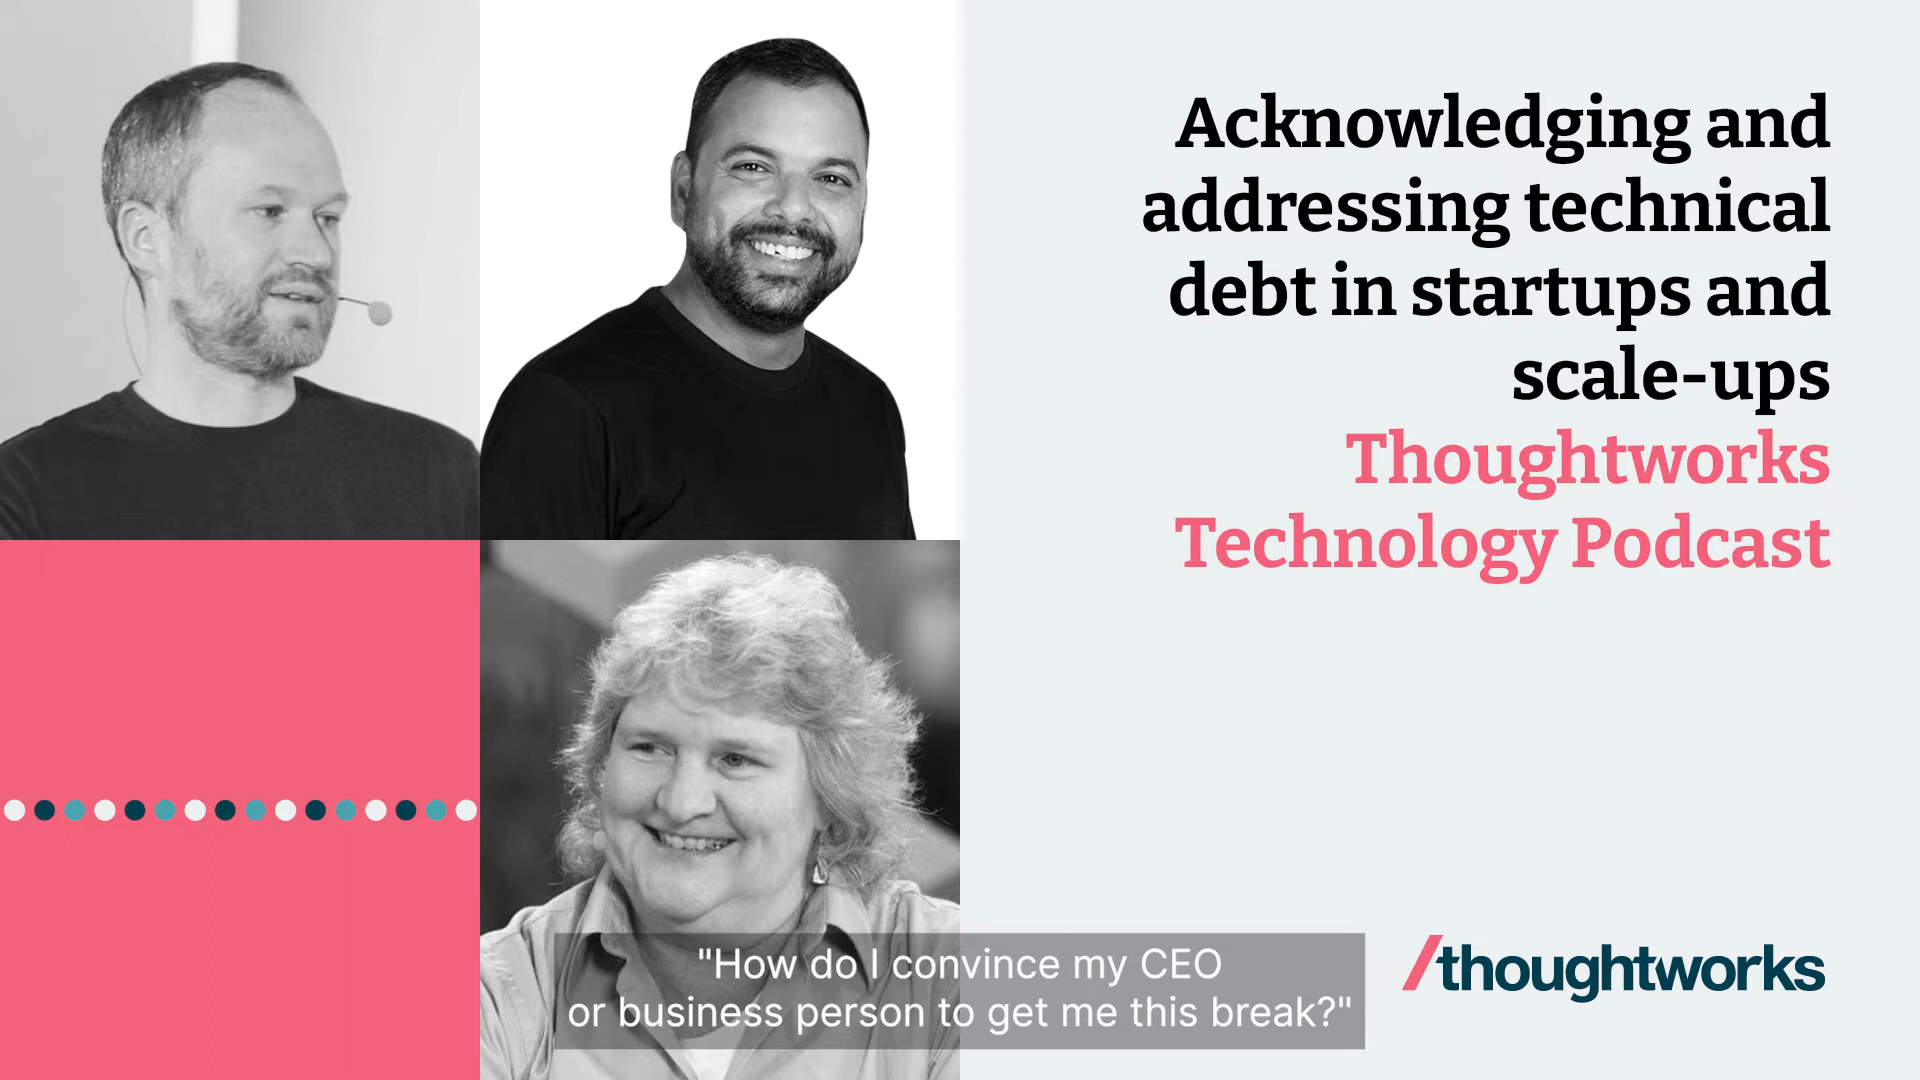 Acknowledging and
addressing technical
debt in startups and
scale-ups
Thoughtworks
Technology Podcast
"How do I convince my CEO
or business person to get me this break?"
/thoughtworks